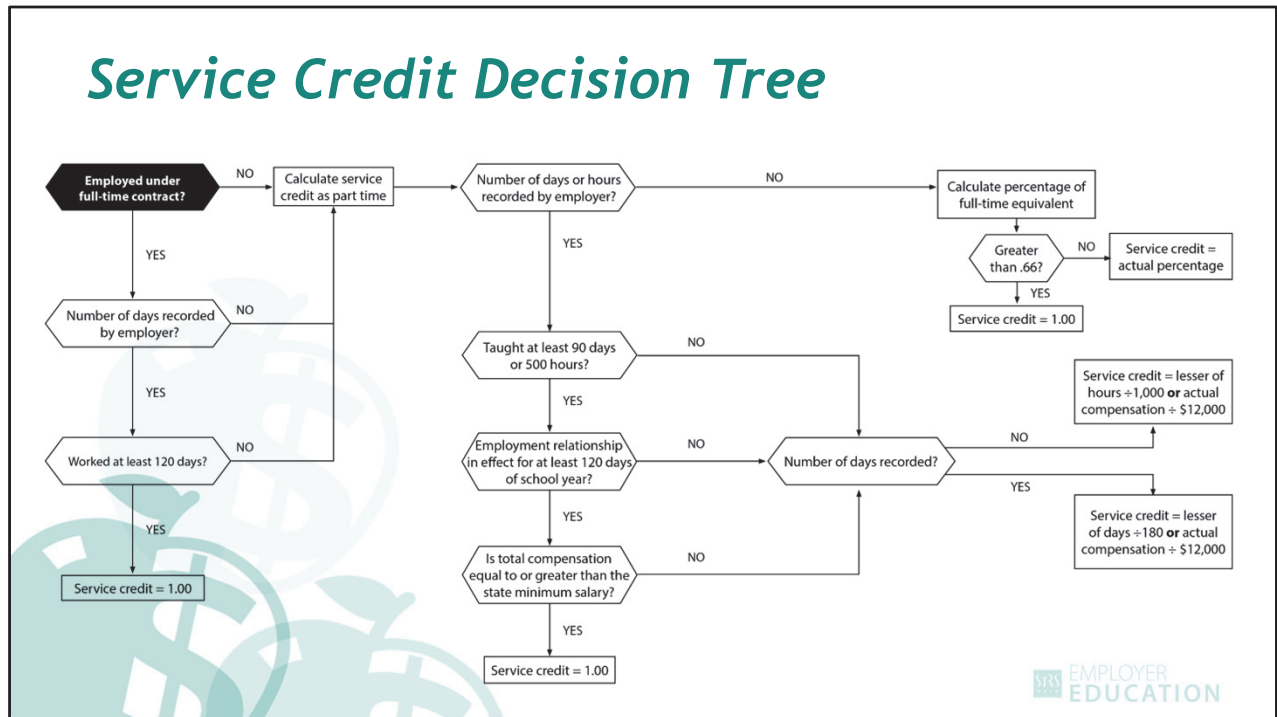 Service Credit Decision Tree
Employed under
full-time contract?
NO
Calculate service
credit as part time
Number of days or hours
recorded by employer?
NO
Calculate percentage of
full-time equivalent
YES
YES
Greater
than .66?
NO
Service credit =
actual percentage
YES
Service credit = 1.00
Number of days recorded
by employer?
NO
Taught at least 90 days
or 500 hours?
NO
YES
YES
Service credit = lesser of
hours ÷1,000 or actual
compensation ÷ $12,000
Worked at least 120 days?
NO
Employment relationship
in effect for at least 120 days
of school year?
NO
Number of days recorded?
NO
YES
YES
YES
Service credit = lesser
of days ÷180 or actual
compensation ÷ $12,000
Service credit = 1.00
Is total compensation
equal to or greater than the
state minimum salary?
NO
YES
Service credit = 1.00
STRS
EMPLOYER
EDUCATION